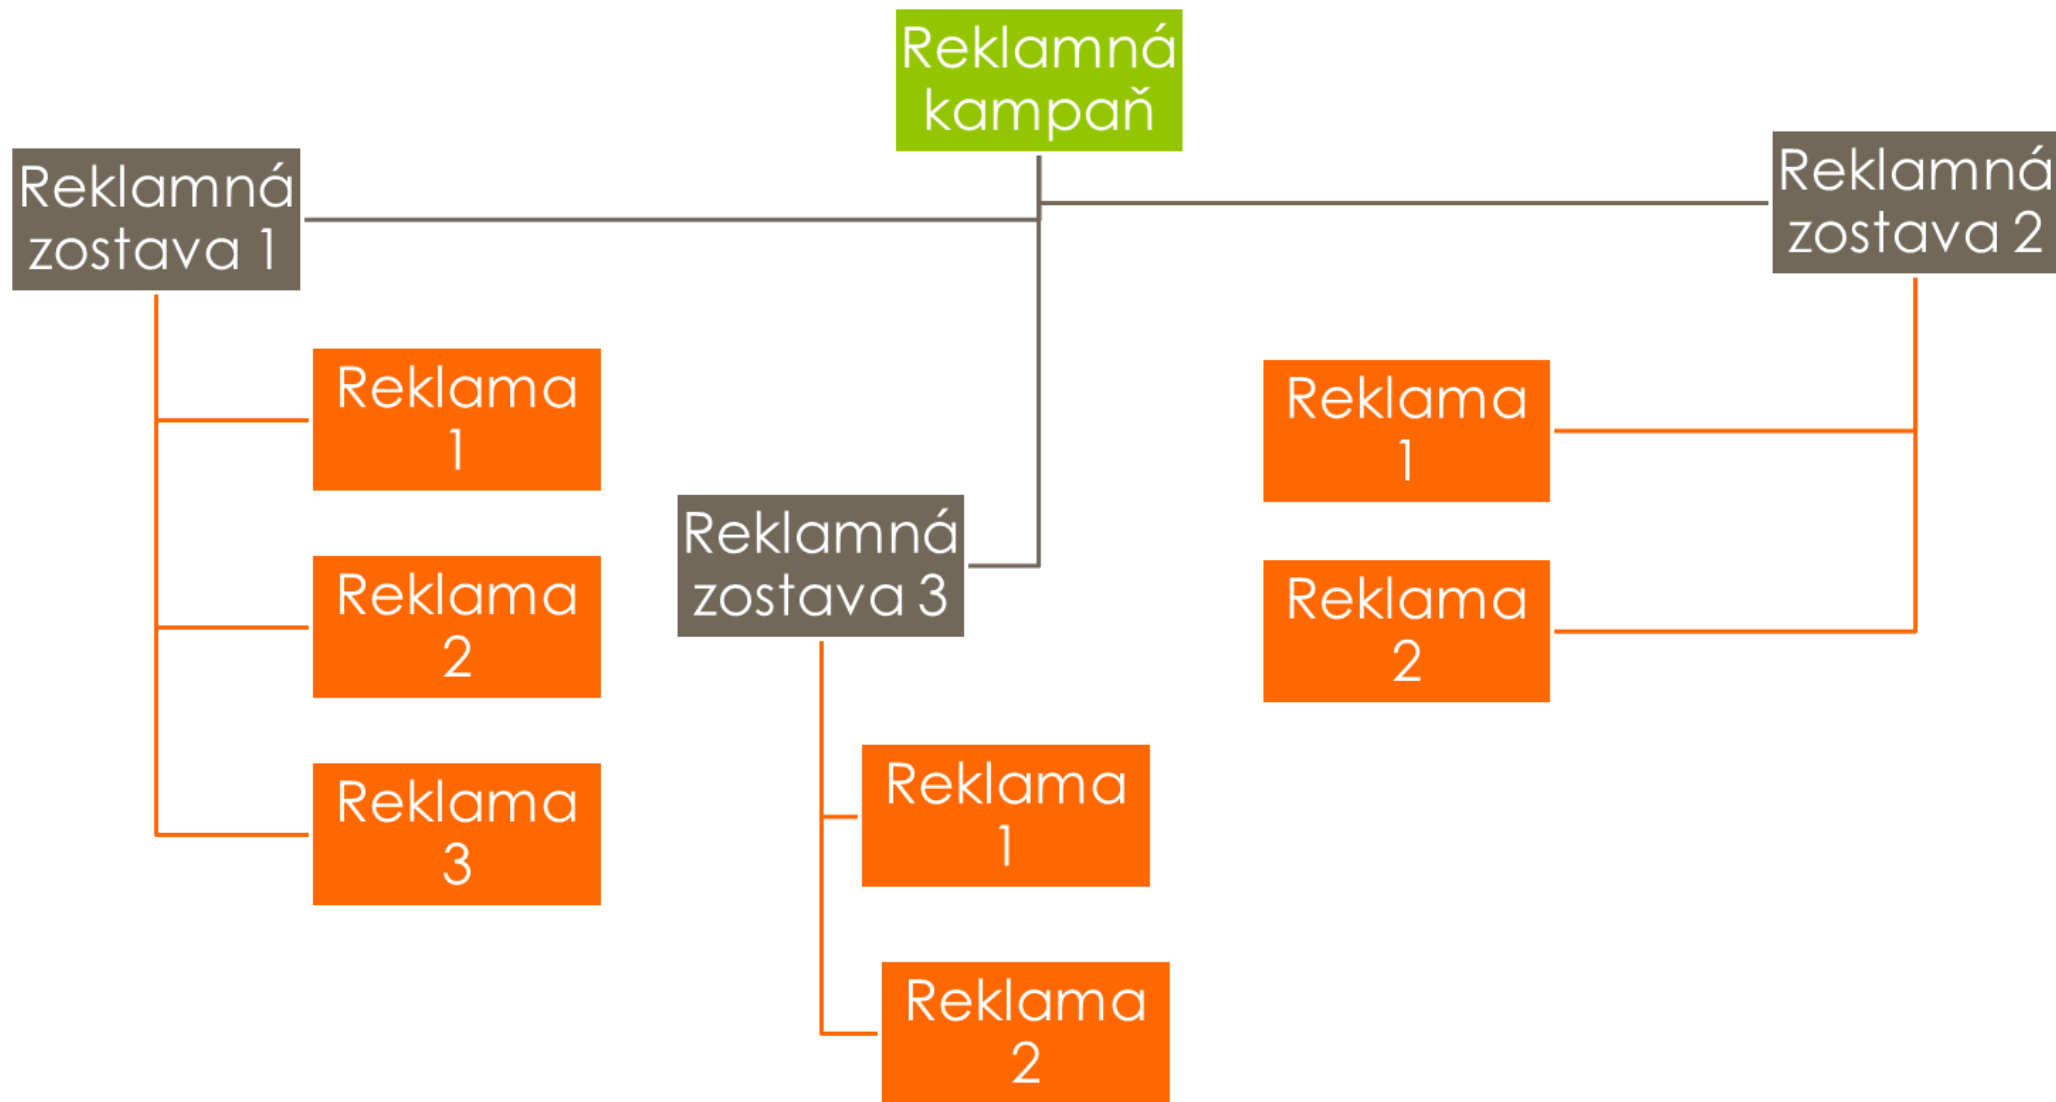 Reklamná
kampaň
Reklamná
zostava 1
Reklama
1
Reklama
2
Reklama
3
Reklamná
zostava 3
Reklama
1
Reklama
2
Reklamná
zostava 2
Reklama
1
Reklama
2